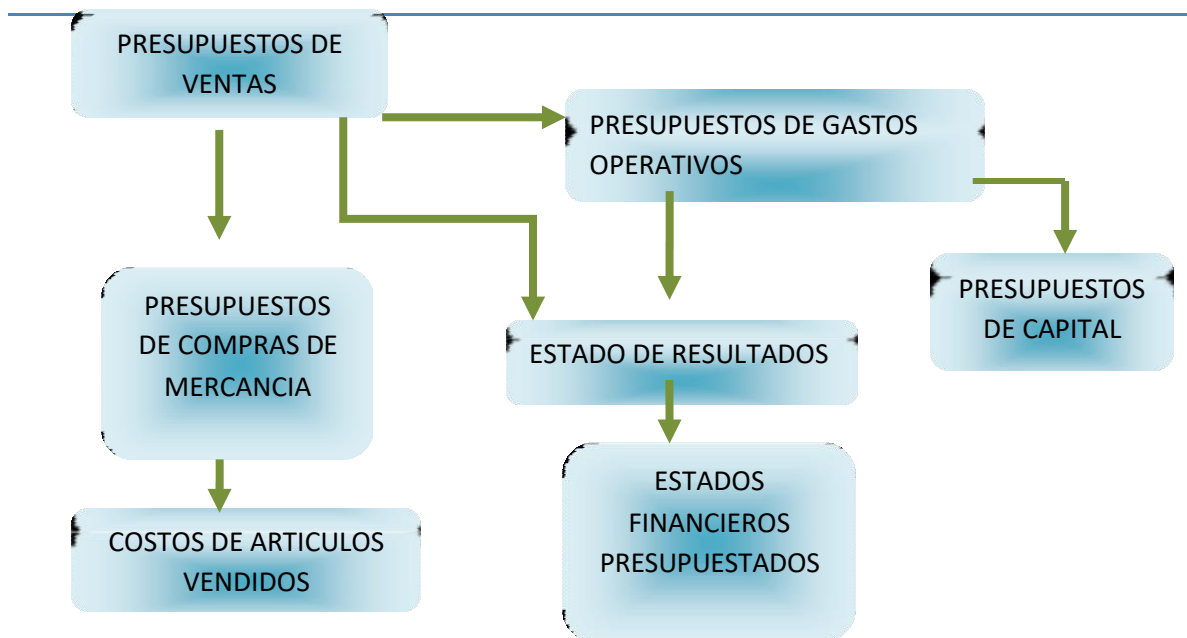 PRESUPUESTOS DE
VENTAS
PRESUPUESTOS DE GASTOS
OPERATIVOS
PRESUPUESTOS
DE CAPITAL
PRESUPUESTOS
DE COMPRAS DE
MERCANCIA
ESTADO DE RESULTADOS
ESTADOS
FINANCIEROS
PRESUPUESTADOS
COSTOS DE ARTICULOS
VENDIDOS